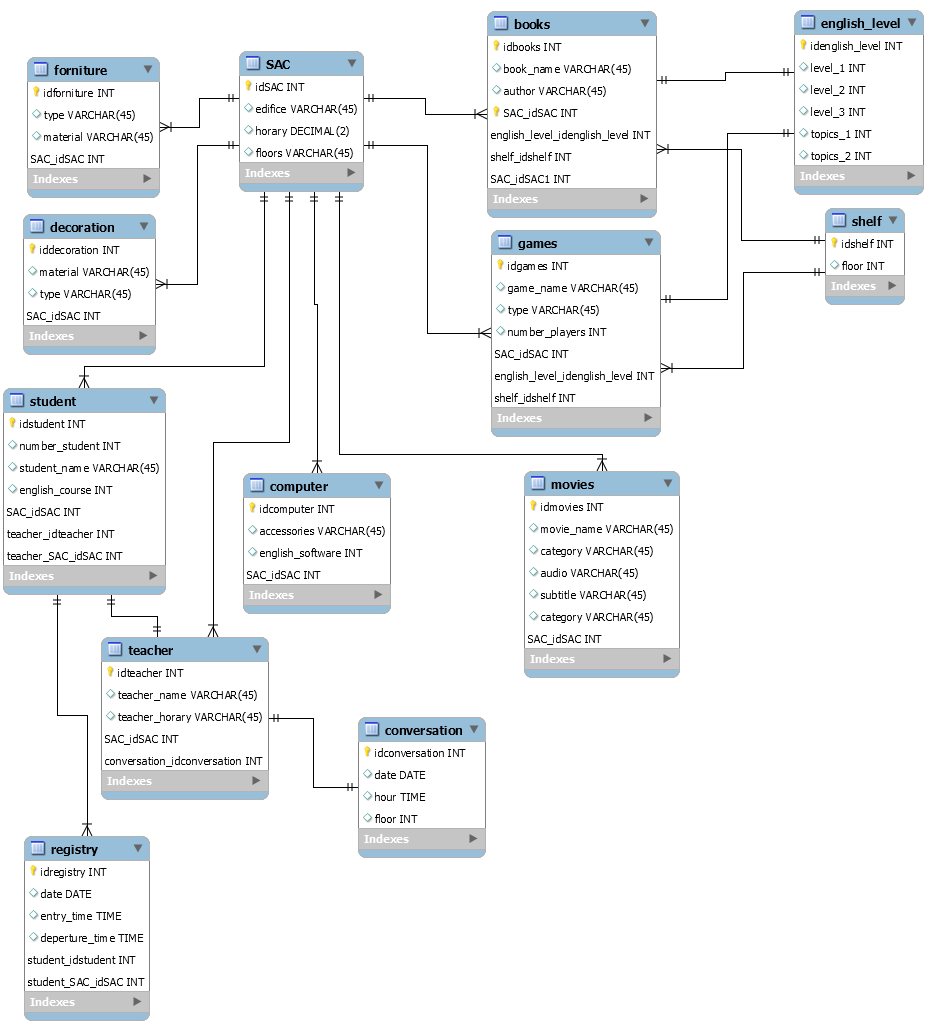 forniture
idforniture INT
type VARCHAR(45)
material VARCHAR(45)
SAC_idSAC INT
Indexes
SAC
idSAC INT
edifice VARCHAR(45)
horary DECIMAL(2)
floors VARCHAR(45)
Indexes
books
idbooks INT
book_name VARCHAR(45)
author VARCHAR(45)
SAC_idSAC INT
english_level_idenglish_level INT
shelf_idshelf INT
SAC_idSAC1 INT
Indexes
english_level
idenglish_level INT
level_1 INT
level_2 INT
level_3 INT
topics_1 INT
topics_2 INT
Indexes
decoration
iddecoration INT
material VARCHAR(45)
type VARCHAR(45)
SAC_idSAC INT
Indexes
games
idgames INT
game_name VARCHAR(45)
type VARCHAR(45)
number_players INT
SAC_idSAC INT
english_level_idenglish_level INT
shelf_idshelf INT
Indexes
shelf
idshelf INT
floor INT
Indexes
student
idstudent INT
number_student INT
student_name VARCHAR(45)
english_course INT
SAC_idSAC INT
teacher_idteacher INT
teacher_SAC_idSAC INT
Indexes
computer
idcomputer INT
accessories VARCHAR(45)
english_software INT
SAC_idSAC INT
Indexes
movies
idmovies INT
movie_name VARCHAR(45)
category VARCHAR(45)
audio VARCHAR(45)
subtitle VARCHAR(45)
category VARCHAR(45)
SAC_idSAC INT
Indexes
teacher
idteacher INT
teacher_name VARCHAR(45)
teacher_horary VARCHAR(45)
SAC_idSAC INT
conversation_idconversation INT
Indexes
conversation
idconversation INT
date DATE
hour TIME
floor INT
Indexes
registry
idregistry INT
date DATE
entry_time TIME
deperture_time TIME
student_idstudent INT
student_SAC_idSAC INT
Indexes